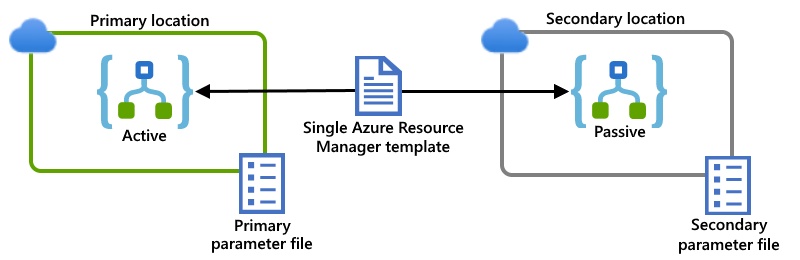 Primary location
Secondary location
Active
Single Azure Resource
Manager template
Passive
Primary
parameter file
Secondary
parameter file